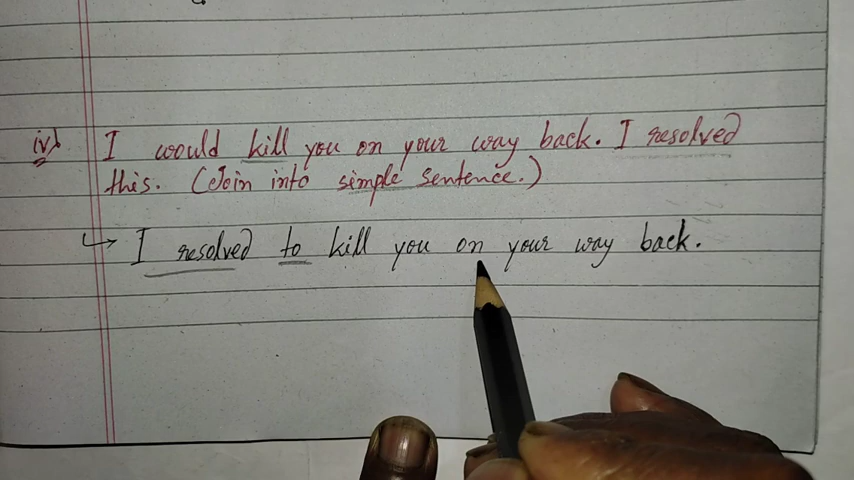 iv) I would kill you on your way back. I resolved
this. (Join into simple sentence.)
↳ I resolved to kill you on your way back.